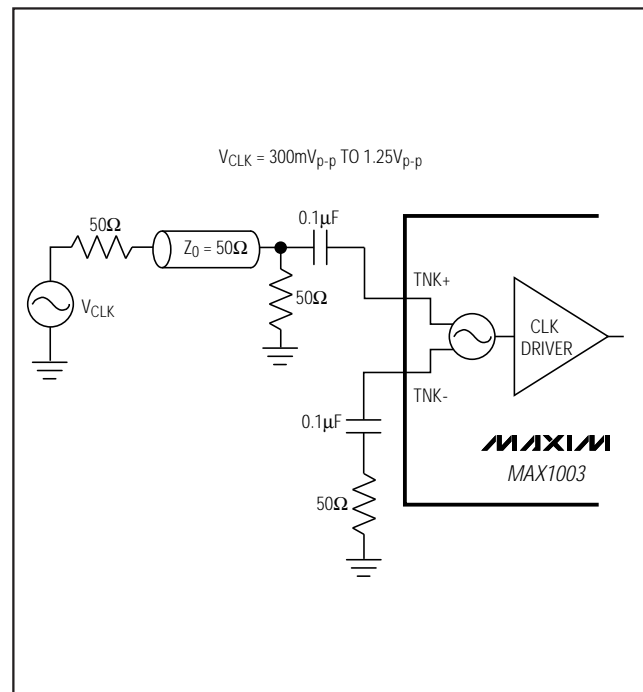 VCLK = 300mVp-p TO 1.25Vp-p
50Ω
Z0 = 50Ω
0.1μF
50Ω
VCLK
TNK+
CLK
DRIVER
TNK-
0.1μF
50Ω
MAXIM
MAX1003